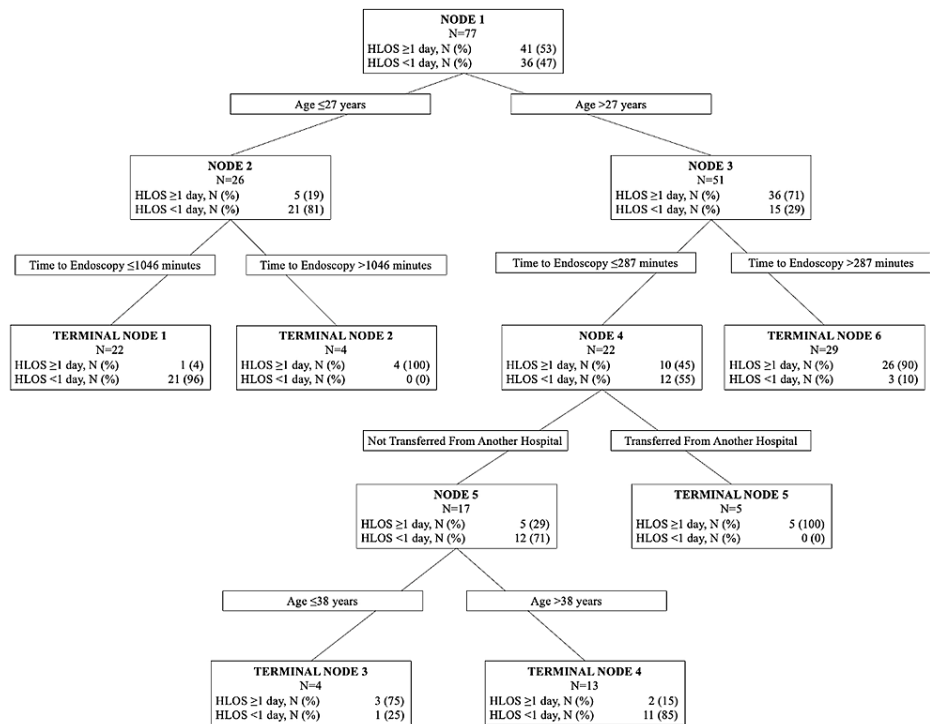 NODE 1
N=77
HLOS ≥1 day, N (%) 41 (53)
HLOS <1 day, N (%) 36 (47)
Age ≤27 years
Age >27 years
NODE 2
N=26
HLOS ≥1 day, N (%) 5 (19)
HLOS <1 day, N (%) 21 (81)
NODE 3
N=51
HLOS ≥1 day, N (%) 36 (71)
HLOS <1 day, N (%) 15 (29)
Time to Endoscopy ≤1046 minutes
Time to Endoscopy >1046 minutes
Time to Endoscopy ≤287 minutes
Time to Endoscopy >287 minutes
TERMINAL NODE 1
N=22
HLOS ≥1 day, N (%) 1 (4)
HLOS <1 day, N (%) 21 (96)
TERMINAL NODE 2
N=4
HLOS ≥1 day, N (%) 4 (100)
HLOS <1 day, N (%) 0 (0)
NODE 4
N=22
HLOS ≥1 day, N (%) 10 (45)
HLOS <1 day, N (%) 12 (55)
TERMINAL NODE 6
N=29
HLOS ≥1 day, N (%) 26 (90)
HLOS <1 day, N (%) 3 (10)
Not Transferred From Another Hospital
Transferred From Another Hospital
NODE 5
N=17
HLOS ≥1 day, N (%) 5 (29)
HLOS <1 day, N (%) 12 (71)
TERMINAL NODE 5
N=5
HLOS ≥1 day, N (%) 5 (100)
HLOS <1 day, N (%) 0 (0)
Age ≤38 years
Age >38 years
TERMINAL NODE 3
N=4
HLOS ≥1 day, N (%) 3 (75)
HLOS <1 day, N (%) 1 (25)
TERMINAL NODE 4
N=13
HLOS ≥1 day, N (%) 2 (15)
HLOS <1 day, N (%) 11 (85)